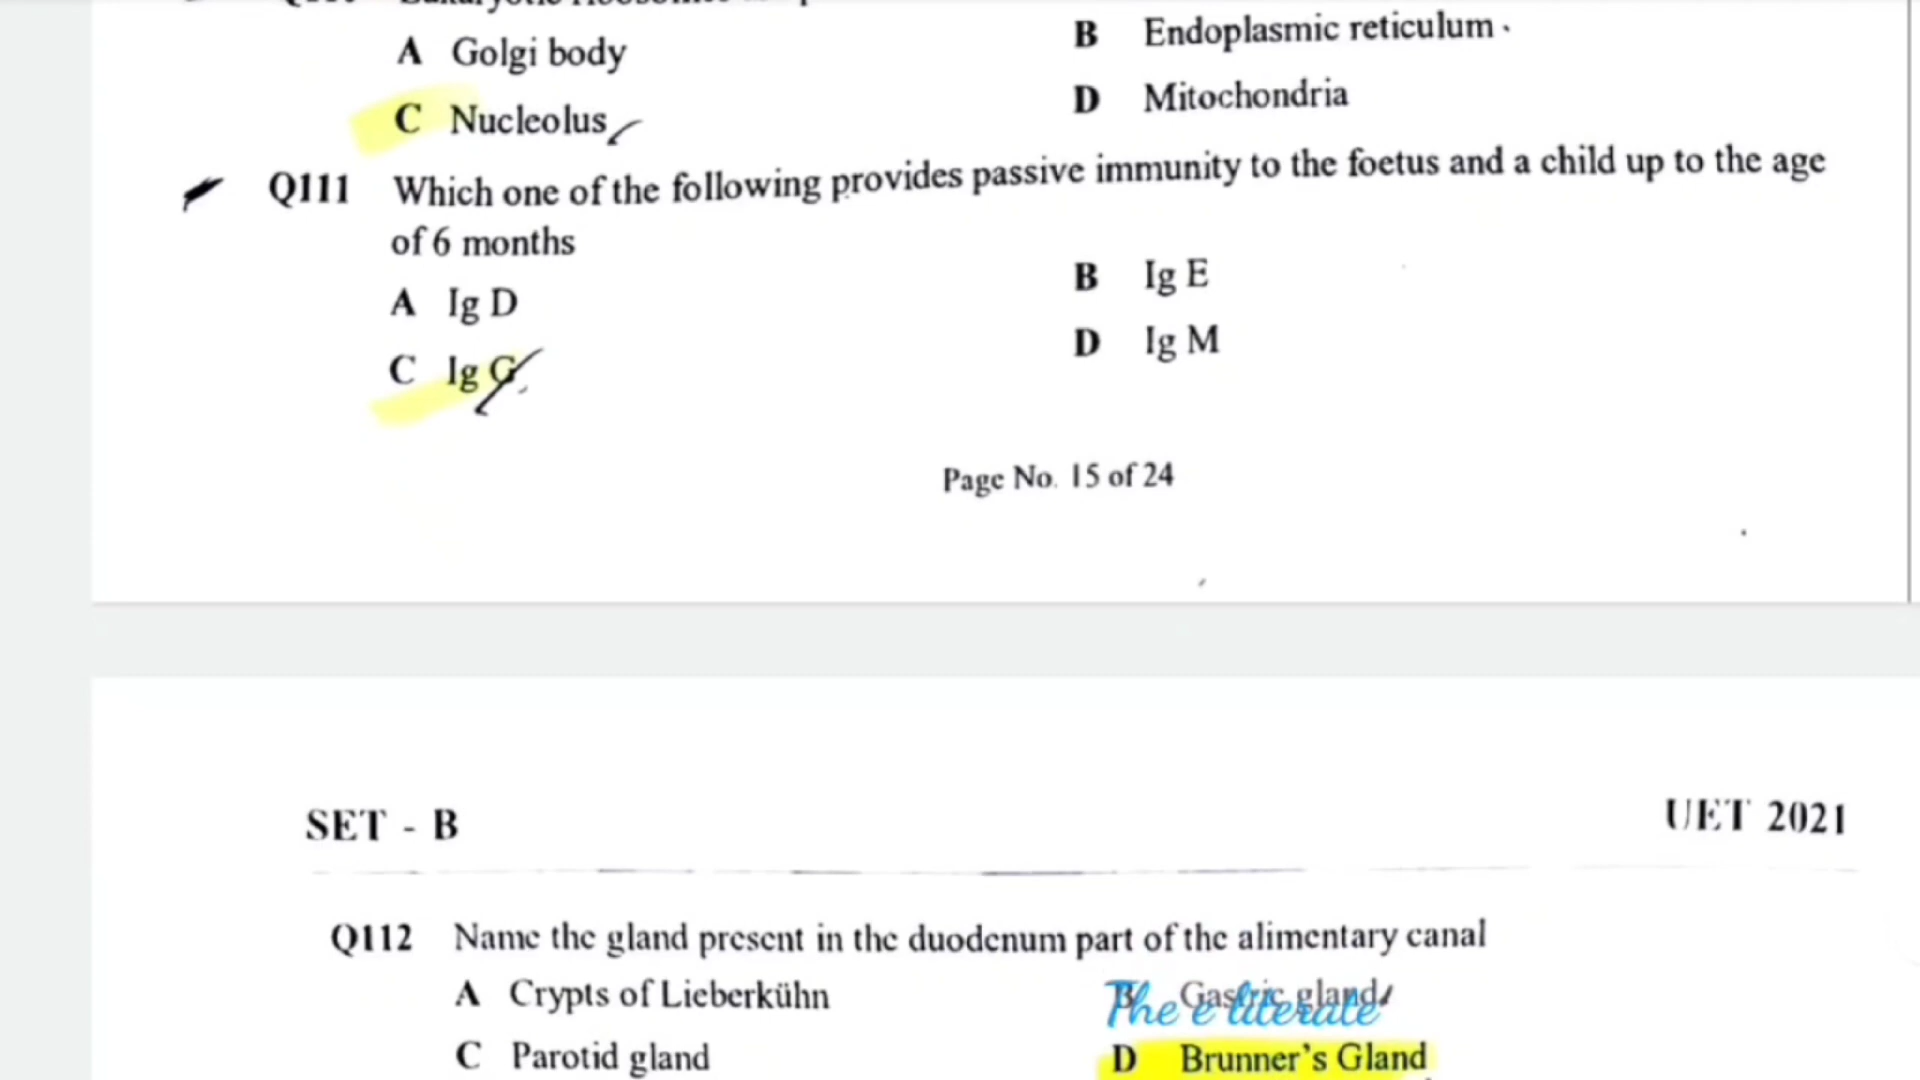 A Golgi body
B Endoplasmic reticulum
C Nucleolus
D Mitochondria
Q111 Which one of the following provides passive immunity to the foetus and a child up to the age
of 6 months
A Ig D
B Ig E
C Ig G
D Ig M
Page No. 15 of 24
SET - B
UET 2021
Q112 Name the gland present in the duodenum part of the alimentary canal
A Crypts of Lieberkühn
B Gastric gland
The e literate
C Parotid gland
D Brunner's Gland